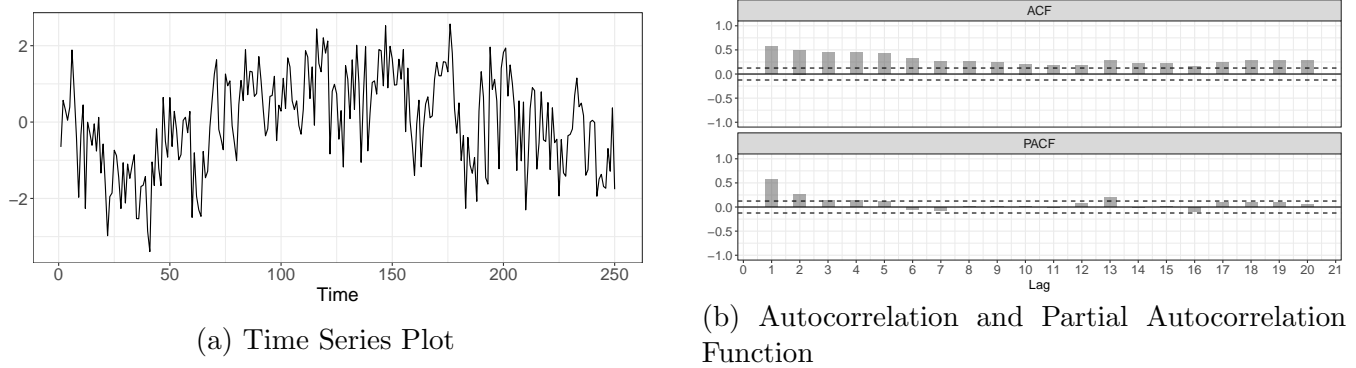 2
0
−2
0 50 100 150 200 250
Time
(a) Time Series Plot
ACF
1.0
0.5
0.0
−0.5
−1.0
PACF
1.0
0.5
0.0
−0.5
−1.0
0 1 2 3 4 5 6 7 8 9 10 11 12 13 14 15 16 17 18 19 20 21
Lag
(b) Autocorrelation and Partial Autocorrelation
Function